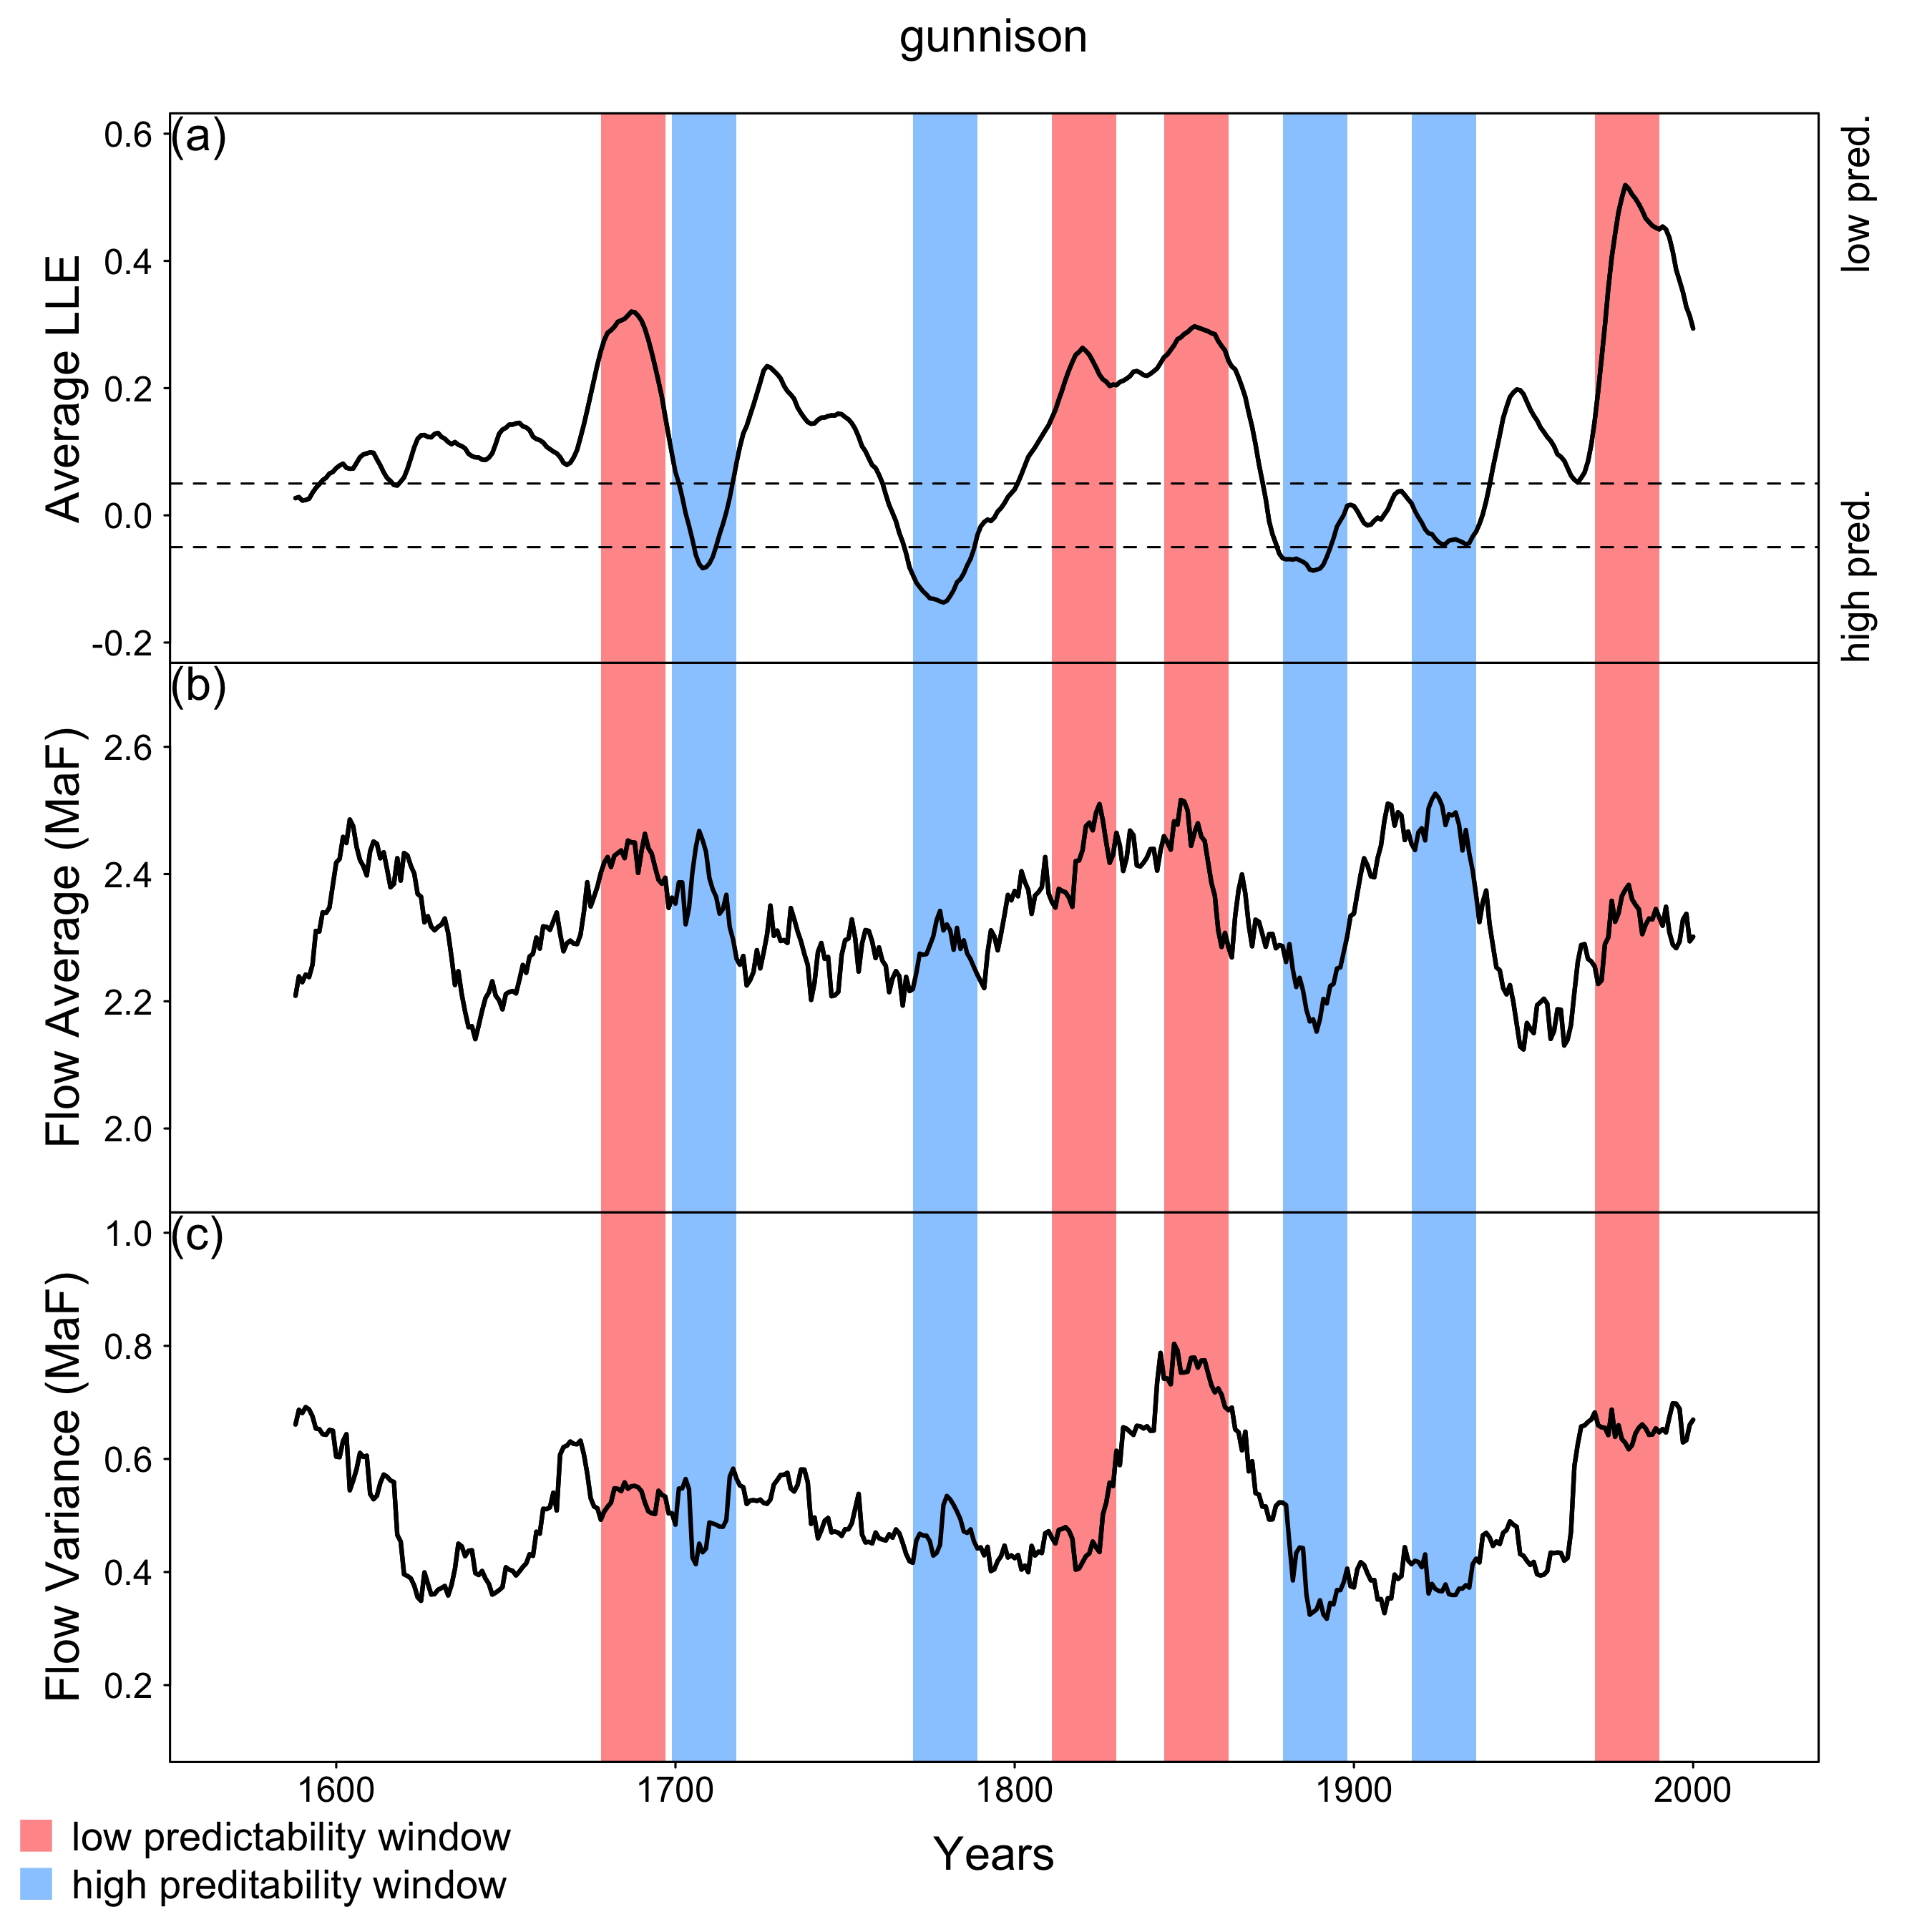 gunnison
(a)
0.6
0.4
0.2
0.0
-0.2
Average LLE
low pred.
high pred.
(b)
2.6
2.4
2.2
2.0
Flow Average (MaF)
(c)
1.0
0.8
0.6
0.4
0.2
Flow Variance (MaF)
1600 1700 1800 1900 2000
Years
low predictability window
high preditability window